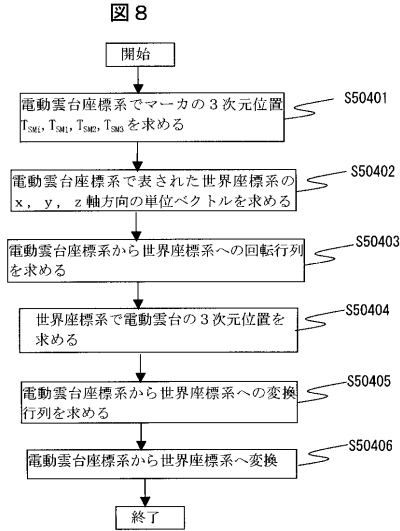 図8
開始
電動雲台座標系でマーカの3次元位置
TSMi, TSM1, TSM2, TSM3 を求める
S50401
電動雲台座標系で表された世界座標系の
x, y, z 軸方向の単位ベクトルを求める
S50402
電動雲台座標系から世界座標系への回転行列
を求める
S50403
世界座標系で電動雲台の3次元位置を
求める
S50404
電動雲台座標系から世界座標系への変換
行列を求める
S50405
電動雲台座標系から世界座標系へ変換
S50406
終了